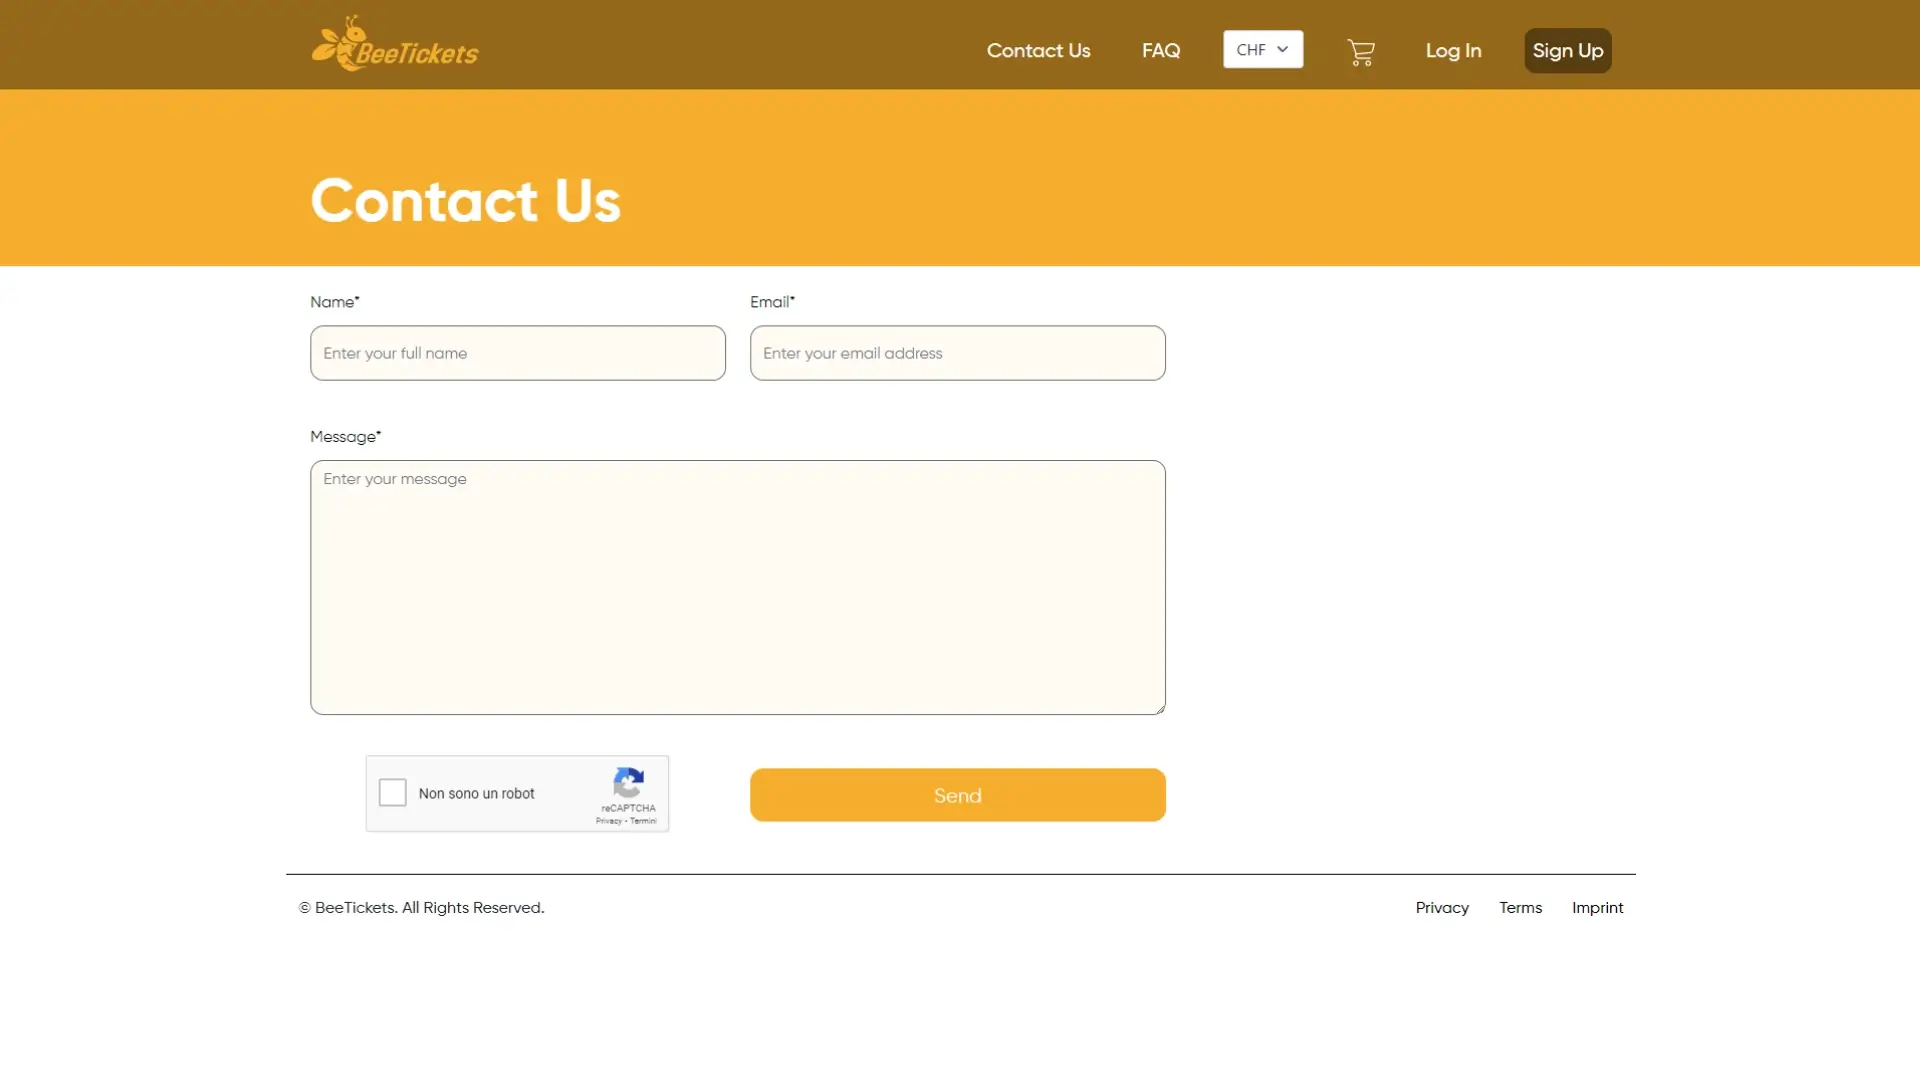 BeeTickets
Contact Us
FAQ
CHF
Log In
Sign Up
Contact Us
Name*
Email*
Enter your full name
Enter your email address
Message*
Enter your message
Non sono un robot
reCAPTCHA
Privacy - Termini
Send
© BeeTickets. All Rights Reserved.
Privacy
Terms
Imprint